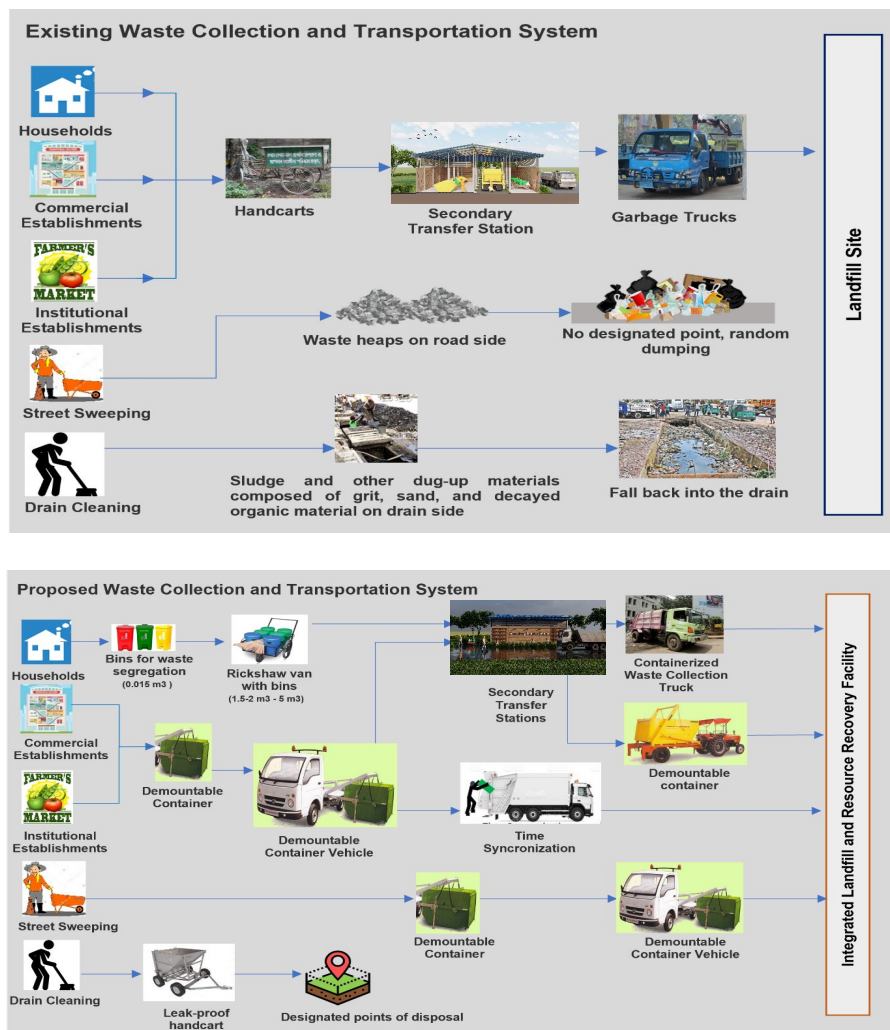 Existing Waste Collection and Transportation System
Households
Commercial
Establishments
FARMER'S
MARKET
Institutional
Establishments
Street Sweeping
Drain Cleaning
Handcarts
Secondary
Transfer Station
Garbage Trucks
Waste heaps on road side
No designated point, random
dumping
Sludge and other dug-up materials
composed of grit, sand, and decayed
organic material on drain side
Fall back into the drain
Landfill Site
Proposed Waste Collection and Transportation System
Households
Bins for waste
segregation
(0.015 m3 )
Rickshaw van
with bins
(1.5-2 m3 - 5 m3)
Secondary
Transfer
Stations
Containerized
Waste Collection
Truck
Commercial
Establishments
FARMER'S
MARKET
Institutional
Establishments
Demountable
Container
Demountable
Container Vehicle
Demountable
container
Time
Syncronization
Street Sweeping
Demountable
Container
Demountable
Container Vehicle
Drain Cleaning
Leak-proof
handcart
Designated points of disposal
Integrated Landfill and Resource Recovery Facility